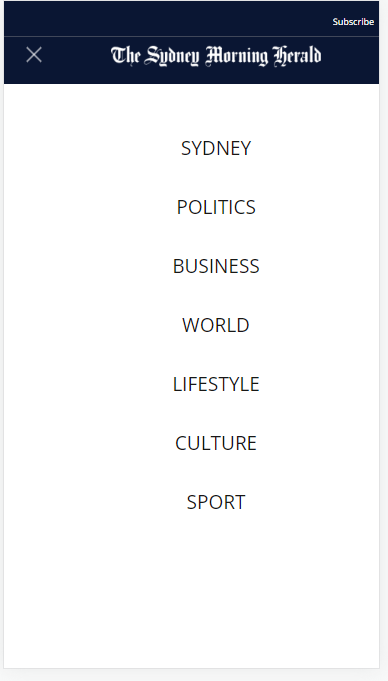 Subscribe
The Sydney Morning Herald
SYDNEY
POLITICS
BUSINESS
WORLD
LIFESTYLE
CULTURE
SPORT